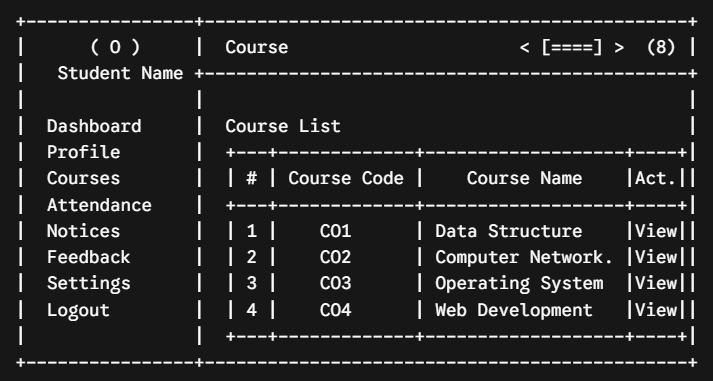 ( O ) Course < [====] > (8)
Student Name
Dashboard Course List
Profile
Courses # Course Code Course Name Act.
Attendance
Notices 1 CO1 Data Structure View
Feedback 2 CO2 Computer Network. View
Settings 3 CO3 Operating System View
Logout 4 CO4 Web Development View